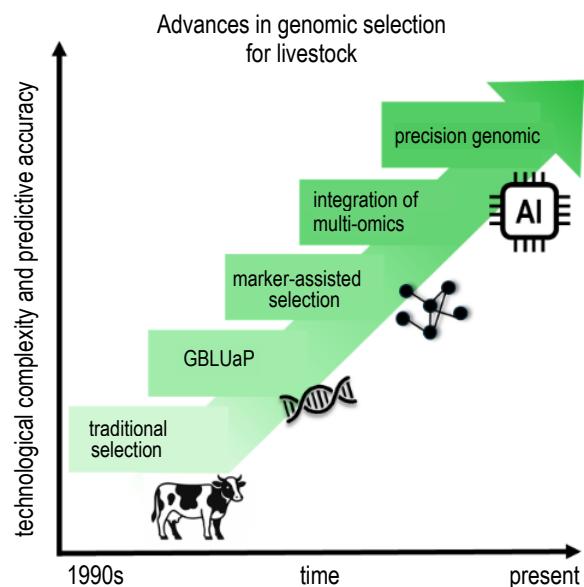 Advances in genomic selection
for livestock
technological complexity and predictive accuracy
precision genomic
integration of
multi-omics
AI
marker-assisted
selection
GBLUaP
traditional
selection
1990s time present